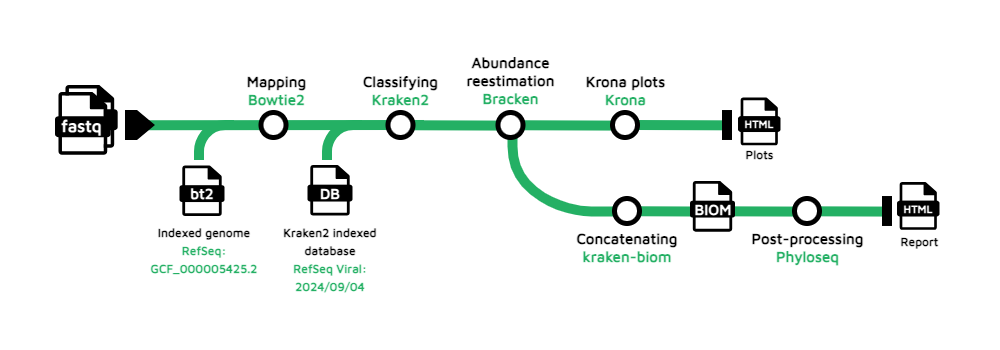 fastq
Mapping
Bowtie2
Classifying
Kraken2
Abundance
reestimation
Bracken
Krona plots
Krona
HTML
Plots
bt2
Indexed genome
RefSeq:
GCF_000005425.2
DB
Kraken2 indexed
database
RefSeq Viral:
2024/09/04
Concatenating
kraken-biom
BIOM
Post-processing
Phyloseq
HTML
Report